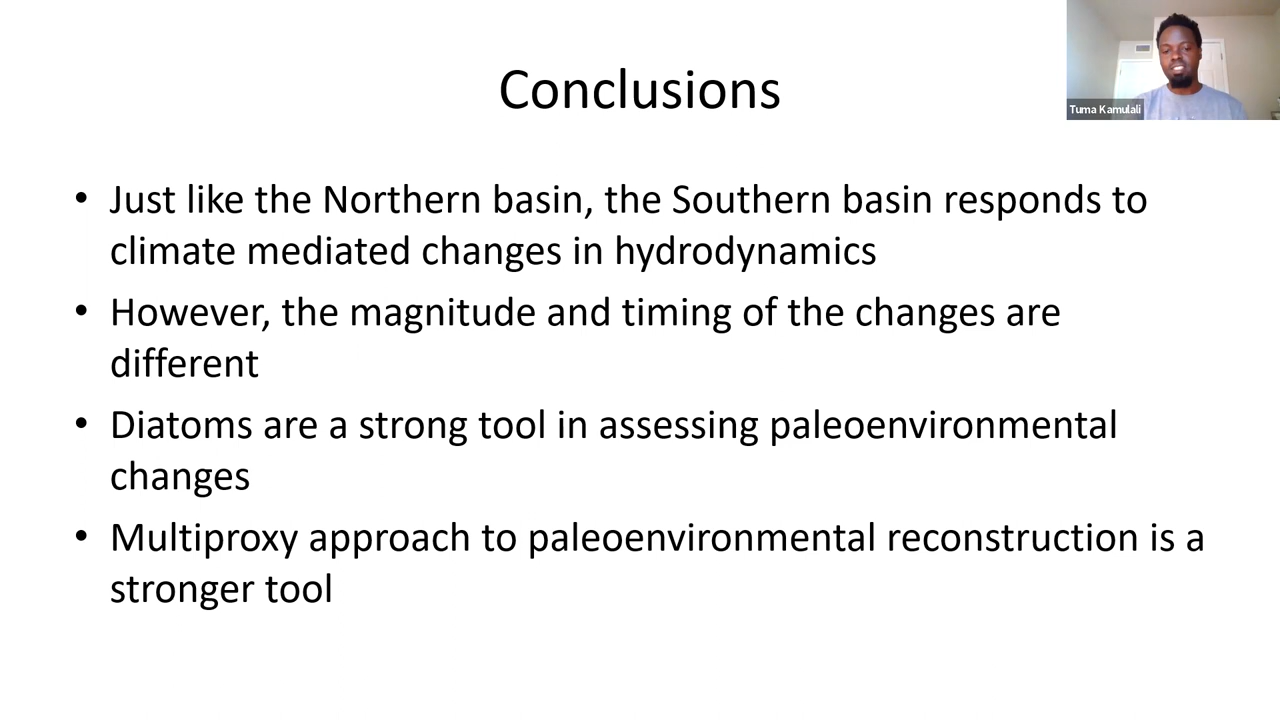 Conclusions
Tuma Kamulali
• Just like the Northern basin, the Southern basin responds to
climate mediated changes in hydrodynamics
• However, the magnitude and timing of the changes are
different
• Diatoms are a strong tool in assessing paleoenvironmental
changes
• Multiproxy approach to paleoenvironmental reconstruction is a
stronger tool